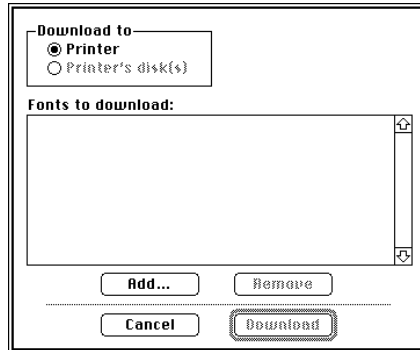 Download to
Printer
Printer's disk(s)
Fonts to download:
Add... Remove
Cancel Download